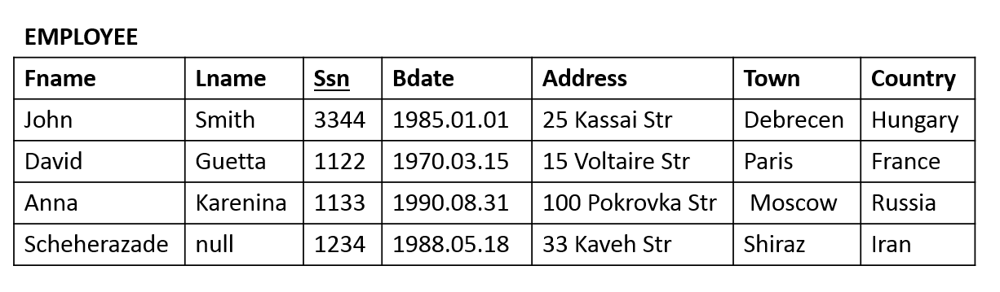 EMPLOYEE
Fname Lname Ssn Bdate Address Town Country
John Smith 3344 1985.01.01 25 Kassai Str Debrecen Hungary
David Guetta 1122 1970.03.15 15 Voltaire Str Paris France
Anna Karenina 1133 1990.08.31 100 Pokrovka Str Moscow Russia
Scheherazade null 1234 1988.05.18 33 Kaveh Str Shiraz Iran